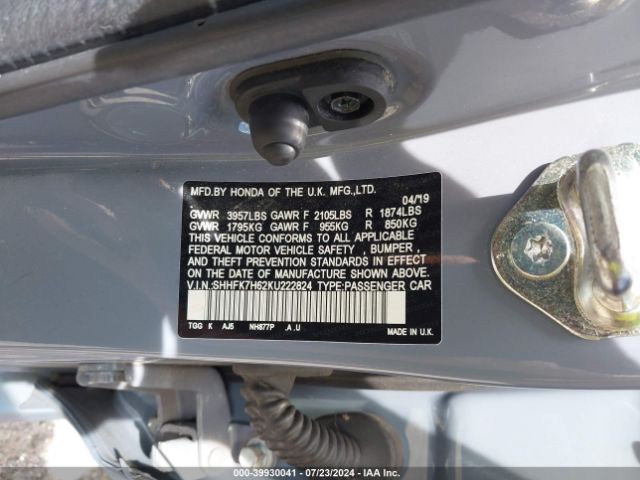 MFD.BY HONDA OF THE U.K. MFG.,LTD.
04/'19
GVWR 3957LBS GAWR F 2105LBS R 1874LBS
GVWR 1795KG GAWR F 955KG R 850KG
THIS VEHICLE CONFORMS TO ALL APPLICABLE
FEDERAL MOTOR VEHICLE SAFETY , BUMPER ,
AND THEFT PREVENTION STANDARDS IN EFFECT
ON THE DATE OF MANUFACTURE SHOWN ABOVE.
V.I.N.:SHHFK7H62KU222824 TYPE:PASSENGER CAR
TGG K AJ5 NH877P .A .U MADE IN U.K.
000-39930041 - 07/23/2024 - IAA Inc.